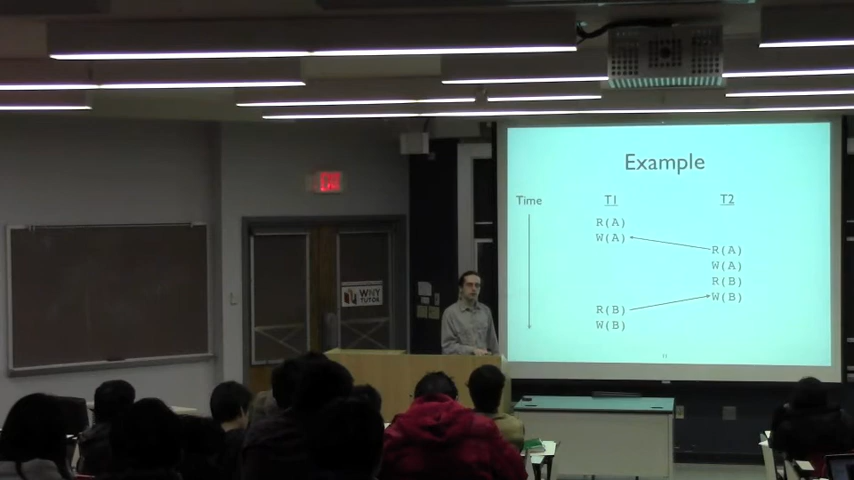 Example
Time T1 T2
R(A)
W(A)
R(A)
W(A)
R(B)
W(B)
R(B)
W(B)
EXIT
WNY
TUTOR